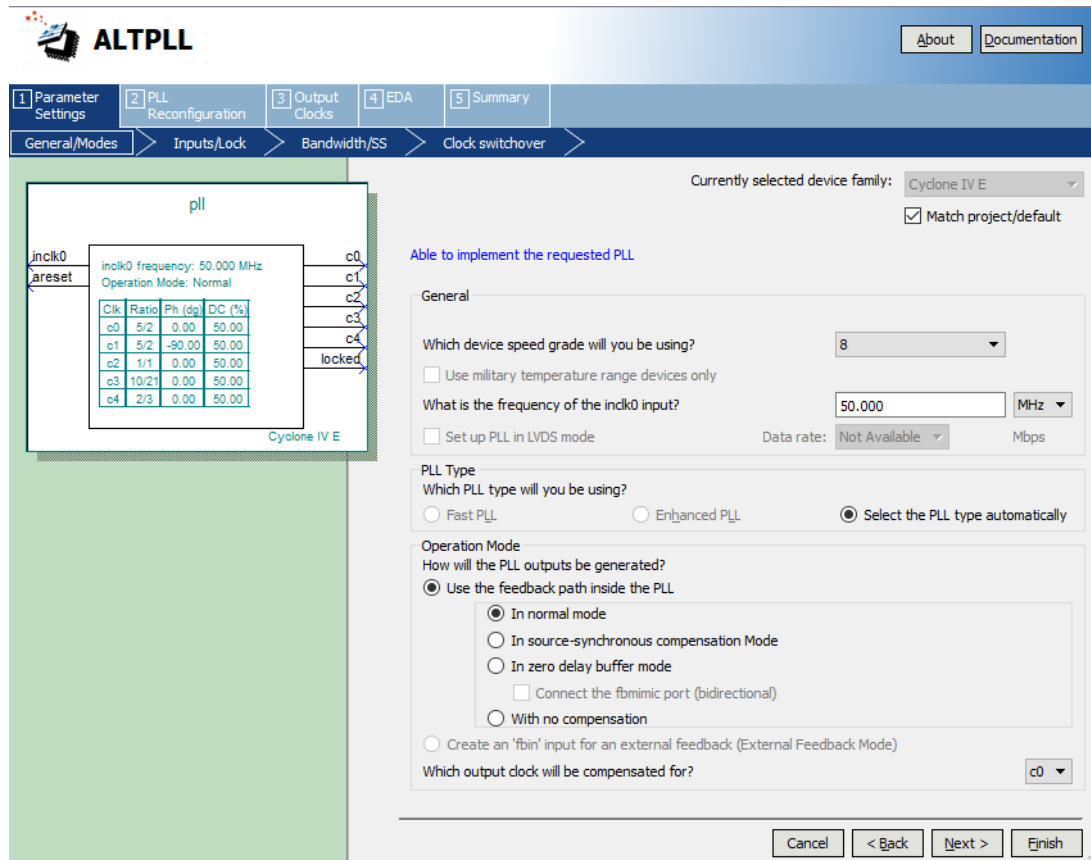 ALTPLL
About Documentation
1 Parameter Settings 2 PLL Reconfiguration 3 Output Clocks 4 EDA 5 Summary
General/Modes Inputs/Lock Bandwidth/SS Clock switchover
Currently selected device family: Cyclone IV E
Match project/default
pll
inclk0
areset
inclk0 frequency: 50.000 MHz
Operation Mode: Normal
Clk Ratio Ph (dg) DC (%)
c0 5/2 0.00 50.00
c1 5/2 -90.00 50.00
c2 1/1 0.00 50.00
c3 10/21 0.00 50.00
c4 2/3 0.00 50.00
c0
c1
c2
c3
c4
locked
Cyclone IV E
Able to implement the requested PLL
General
Which device speed grade will you be using? 8
Use military temperature range devices only
What is the frequency of the inclk0 input? 50.000 MHz
Set up PLL in LVDS mode Data rate: Not Available Mbps
PLL Type
Which PLL type will you be using?
Fast PLL Enhanced PLL Select the PLL type automatically
Operation Mode
How will the PLL outputs be generated?
Use the feedback path inside the PLL
In normal mode
In source-synchronous compensation Mode
In zero delay buffer mode
Connect the fbmimic port (bidirectional)
With no compensation
Create an 'fbin' input for an external feedback (External Feedback Mode)
Which output clock will be compensated for? c0
Cancel < Back Next > Finish